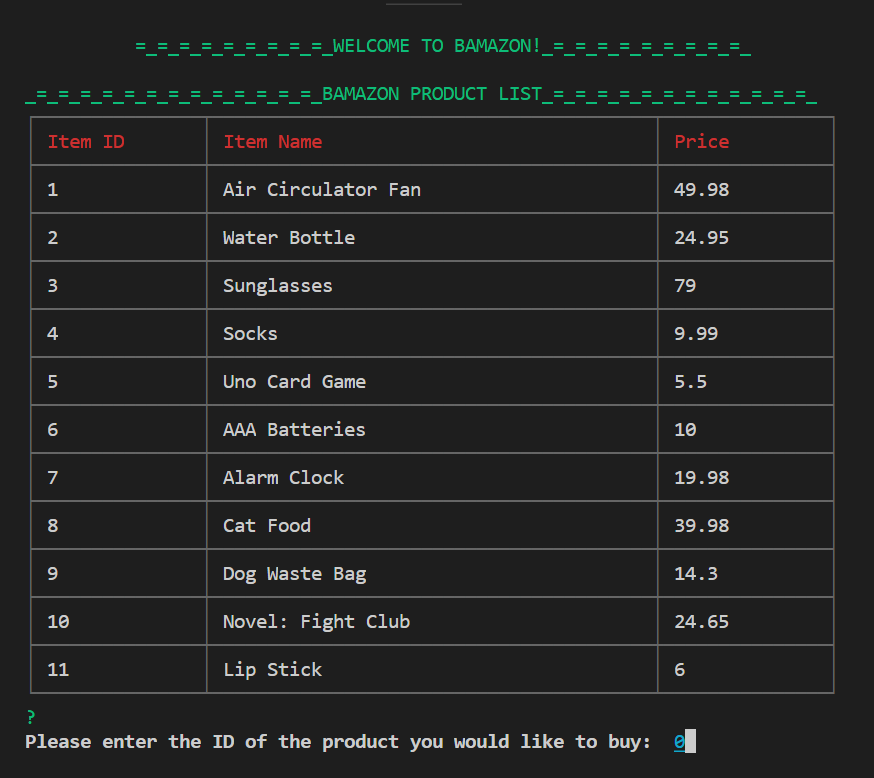 =_=_=_=_=_=_=_=_=_WELCOME TO BAMAZON!_=_=_=_=_=_=_=_=_=_
_=_=_=_=_=_=_=_=_=_=_=_=_=_BAMAZON PRODUCT LIST_=_=_=_=_=_=_=_=_=_=_=_=_
Item ID Item Name Price
1 Air Circulator Fan 49.98
2 Water Bottle 24.95
3 Sunglasses 79
4 Socks 9.99
5 Uno Card Game 5.5
6 AAA Batteries 10
7 Alarm Clock 19.98
8 Cat Food 39.98
9 Dog Waste Bag 14.3
10 Novel: Fight Club 24.65
11 Lip Stick 6
?
Please enter the ID of the product you would like to buy: 0